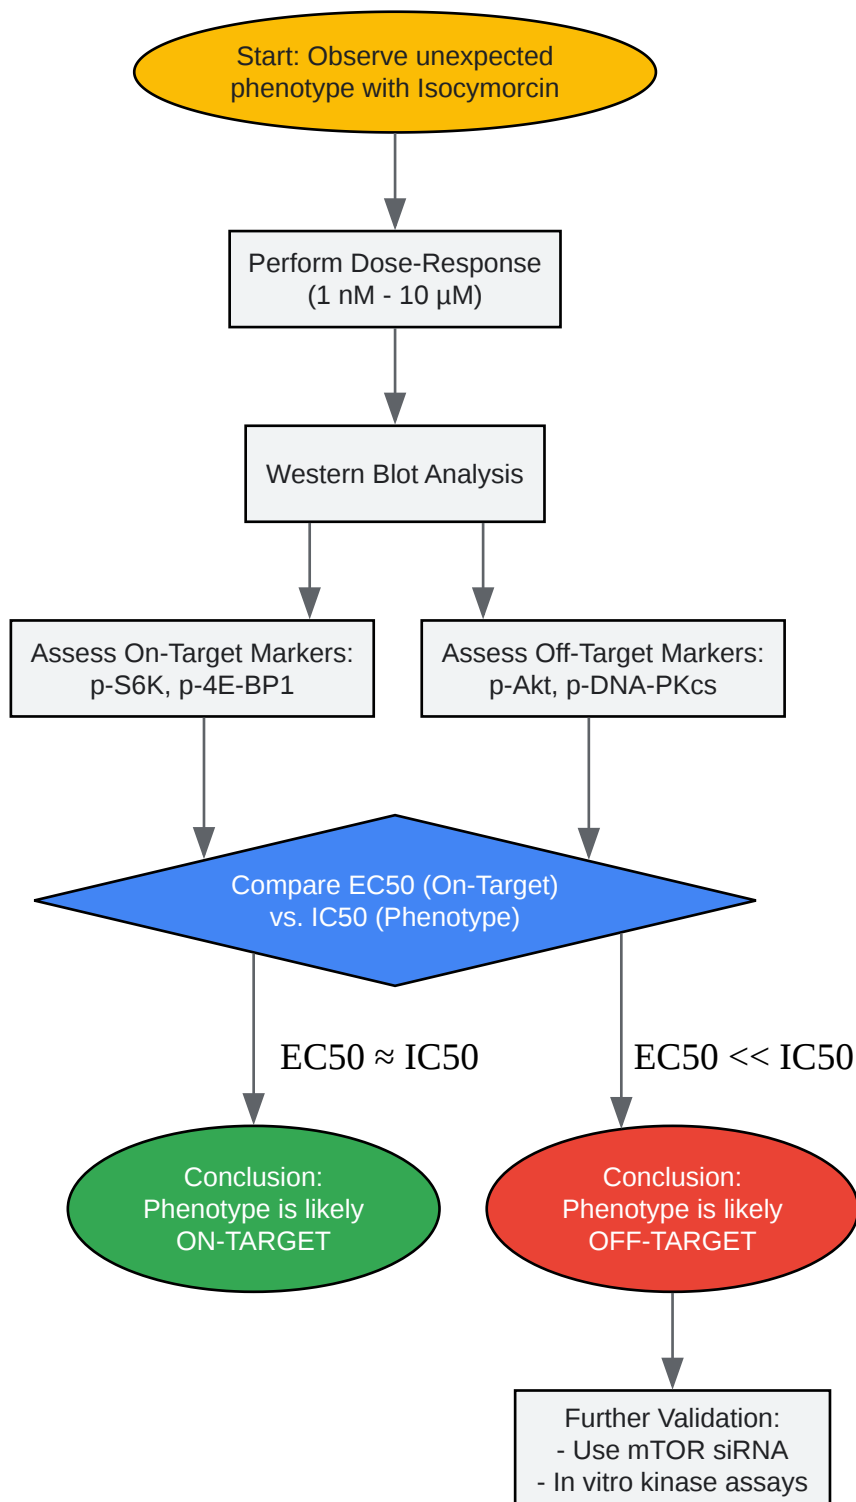 Start: Observe unexpected
phenotype with Isocymorcin
Perform Dose-Response
(1 nM - 10 µM)
Western Blot Analysis
Assess On-Target Markers:
p-S6K, p-4E-BP1
Assess Off-Target Markers:
p-Akt, p-DNA-PKcs
Compare EC50 (On-Target)
vs. IC50 (Phenotype)
EC50 ≈ IC50
EC50 << IC50
Conclusion:
Phenotype is likely
ON-TARGET
Conclusion:
Phenotype is likely
OFF-TARGET
Further Validation:
- Use mTOR siRNA
- In vitro kinase assays